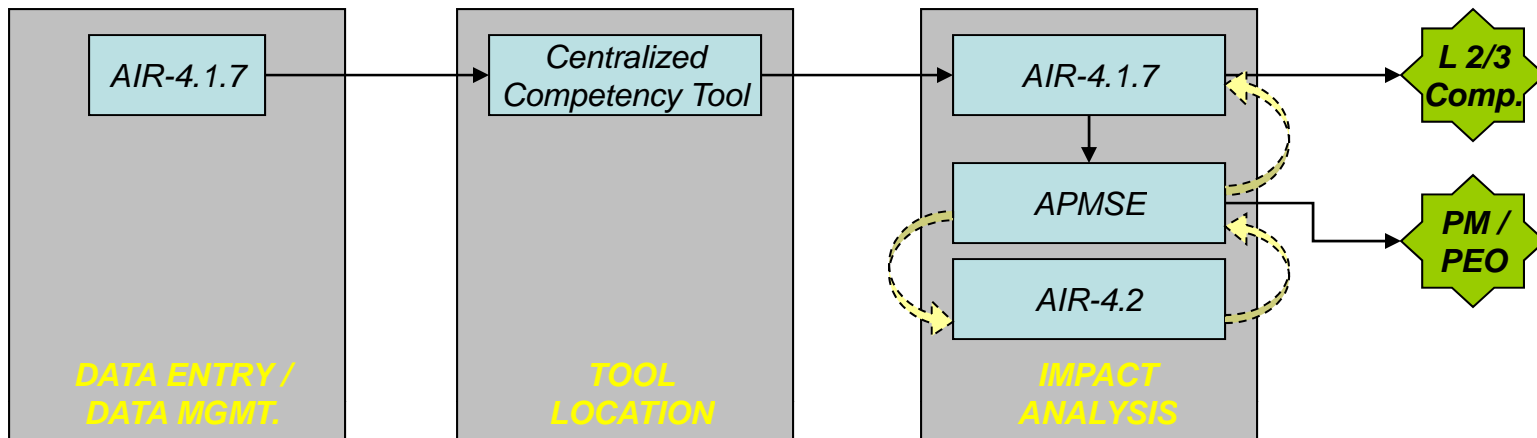 AIR-4.1.7
Centralized
Competency Tool
AIR-4.1.7
L 2/3
Comp.
APMSE
PM /
PEO
AIR-4.2
DATA ENTRY /
DATA MGMT.
TOOL
LOCATION
IMPACT
ANALYSIS